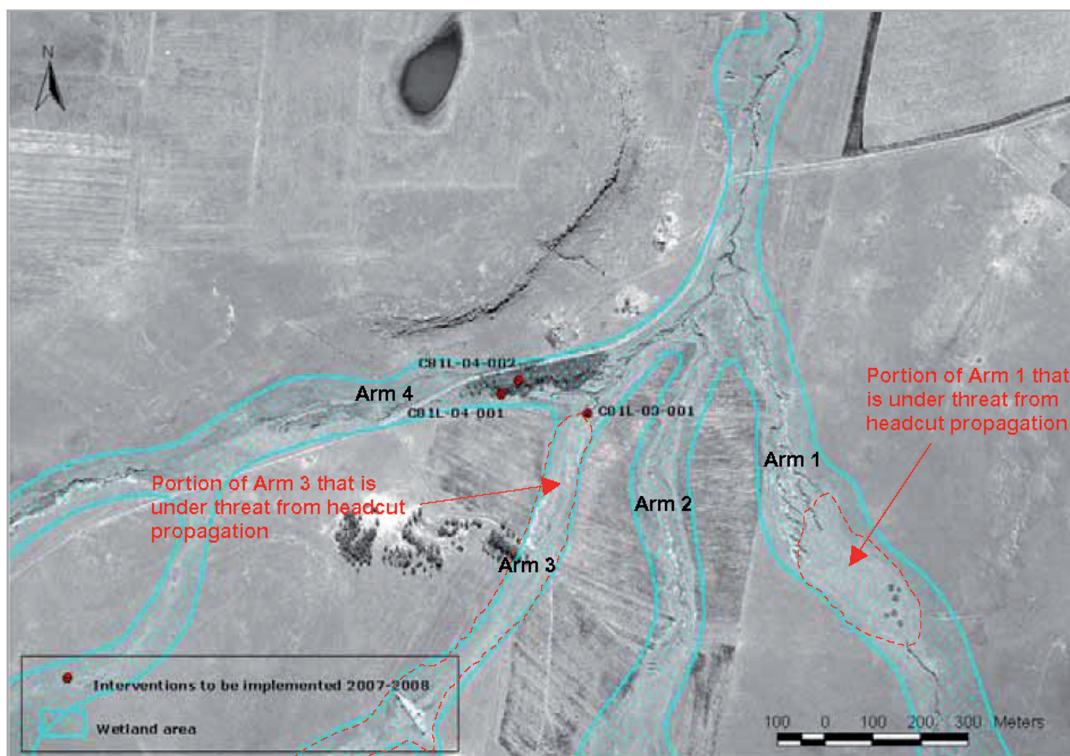 N
C81L-04-002
Arm 4
C81L-04-001
C81L-03-001
Portion of Arm 1 that
is under threat from
headcut propagation
Arm 1
Portion of Arm 3 that is
under threat from headcut
propagation
Arm 2
Arm 3
Interventions to be implemented 2007-2008
Wetland area
100 0 100 200 300 Meters